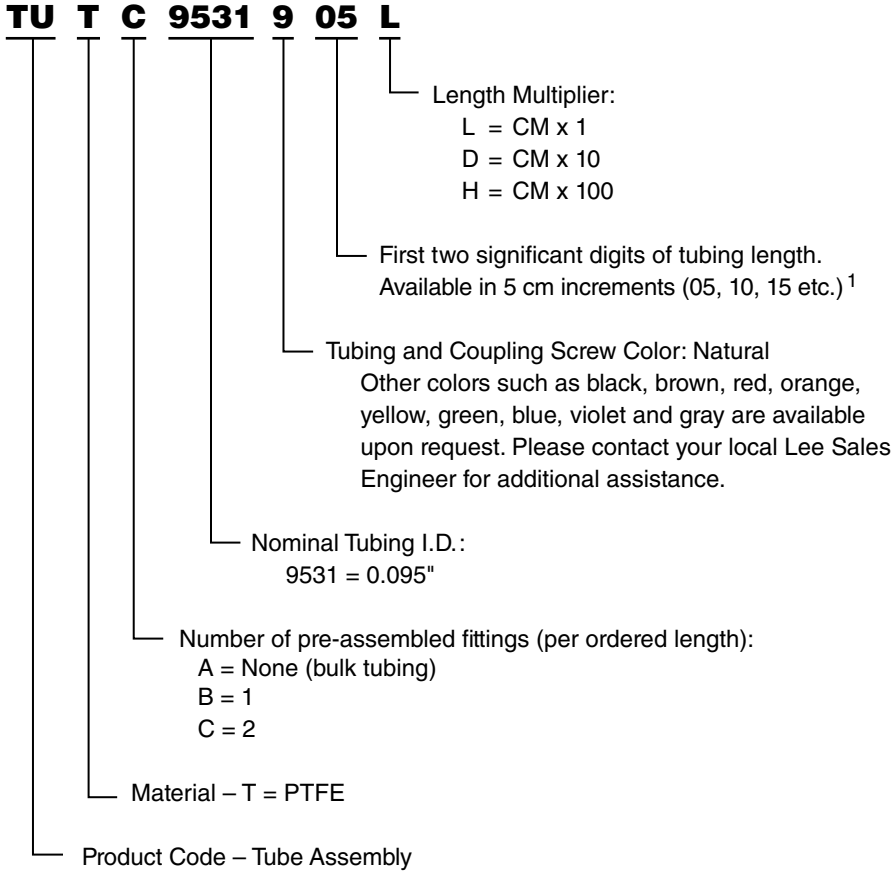 TU T C 9531 9 05 L
Length Multiplier:
L = CM x 1
D = CM x 10
H = CM x 100
First two significant digits of tubing length.
Available in 5 cm increments (05, 10, 15 etc.) 1
Tubing and Coupling Screw Color: Natural
Other colors such as black, brown, red, orange,
yellow, green, blue, violet and gray are available
upon request. Please contact your local Lee Sales
Engineer for additional assistance.
Nominal Tubing I.D.:
9531 = 0.095"
Number of pre-assembled fittings (per ordered length):
A = None (bulk tubing)
B = 1
C = 2
Material – T = PTFE
Product Code – Tube Assembly